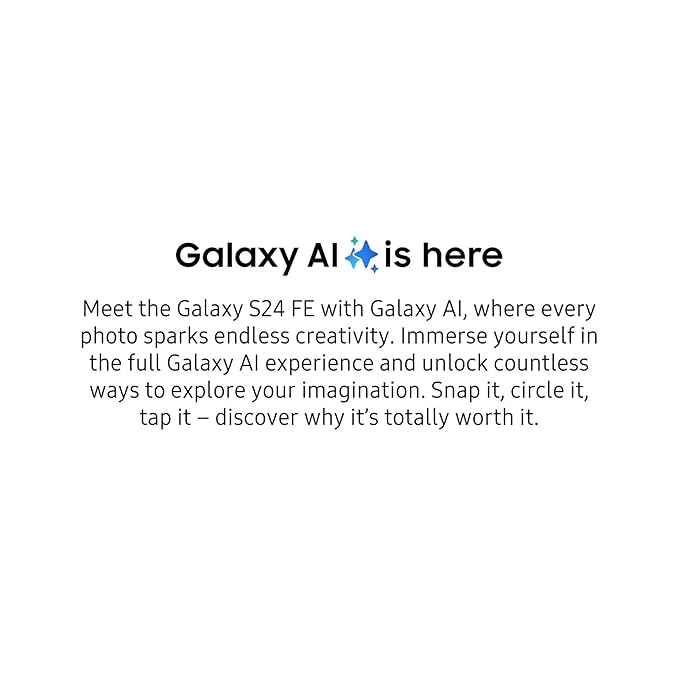 Galaxy AI is here
Meet the Galaxy S24 FE with Galaxy AI, where every
photo sparks endless creativity. Immerse yourself in
the full Galaxy AI experience and unlock countless
ways to explore your imagination. Snap it, circle it,
tap it – discover why it’s totally worth it.